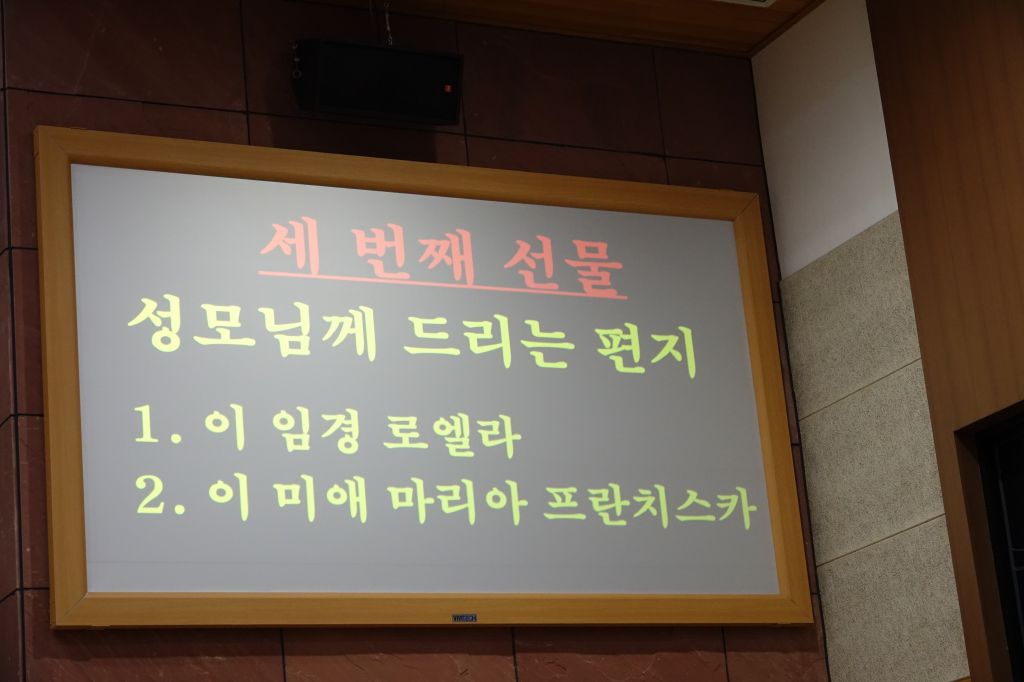 세 번째 선물
성모님께 드리는 편지
1. 이 임경 로엘라
2. 이 미애 마리아 프란치스카